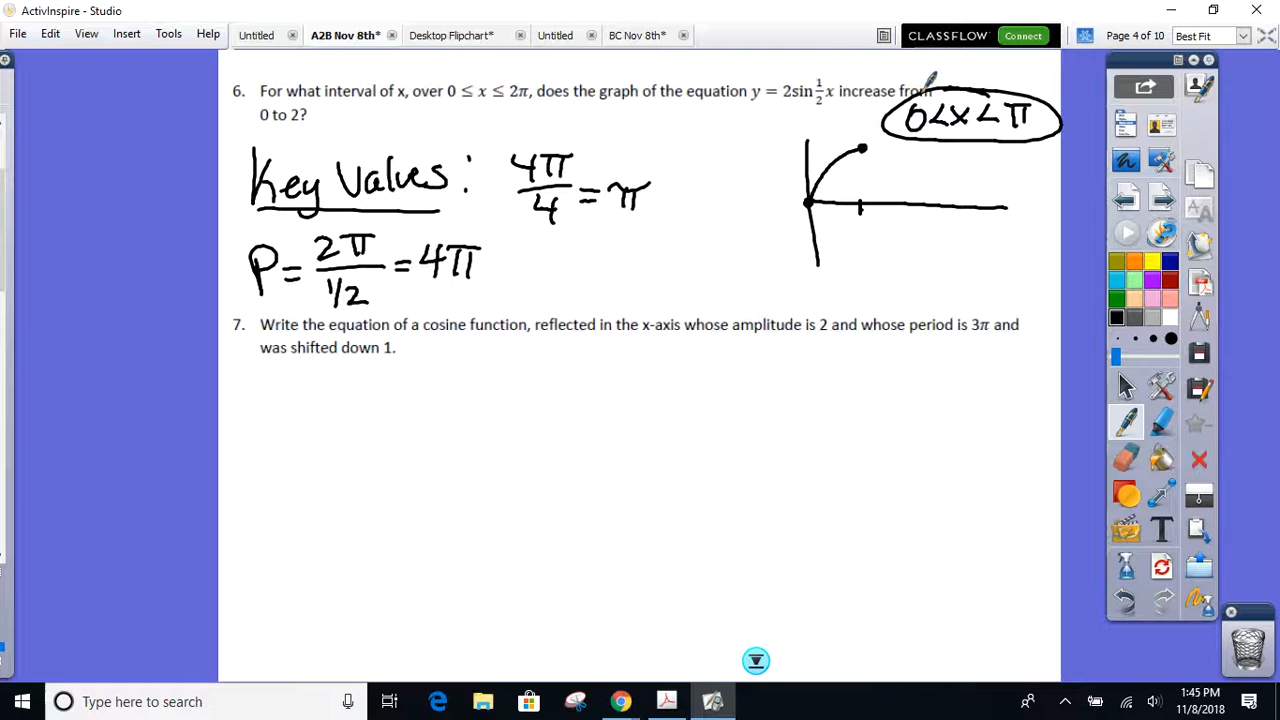 ActivInspire - Studio
File Edit View Insert Tools Help Untitled A2B Nov 8th* Desktop Flipchart* Untitled BC Nov 8th* CLASSFLOW Connect Page 4 of 10 Best Fit
6. For what interval of x, over 0 ≤ x ≤ 2π, does the graph of the equation y = 2sin 1/2 x increase from
0 to 2?
0<x<π
Key Values: 4π/4 = π
P = 2π/(1/2) = 4π
7. Write the equation of a cosine function, reflected in the x-axis whose amplitude is 2 and whose period is 3π and
was shifted down 1.
Type here to search
1:45 PM
11/8/2018